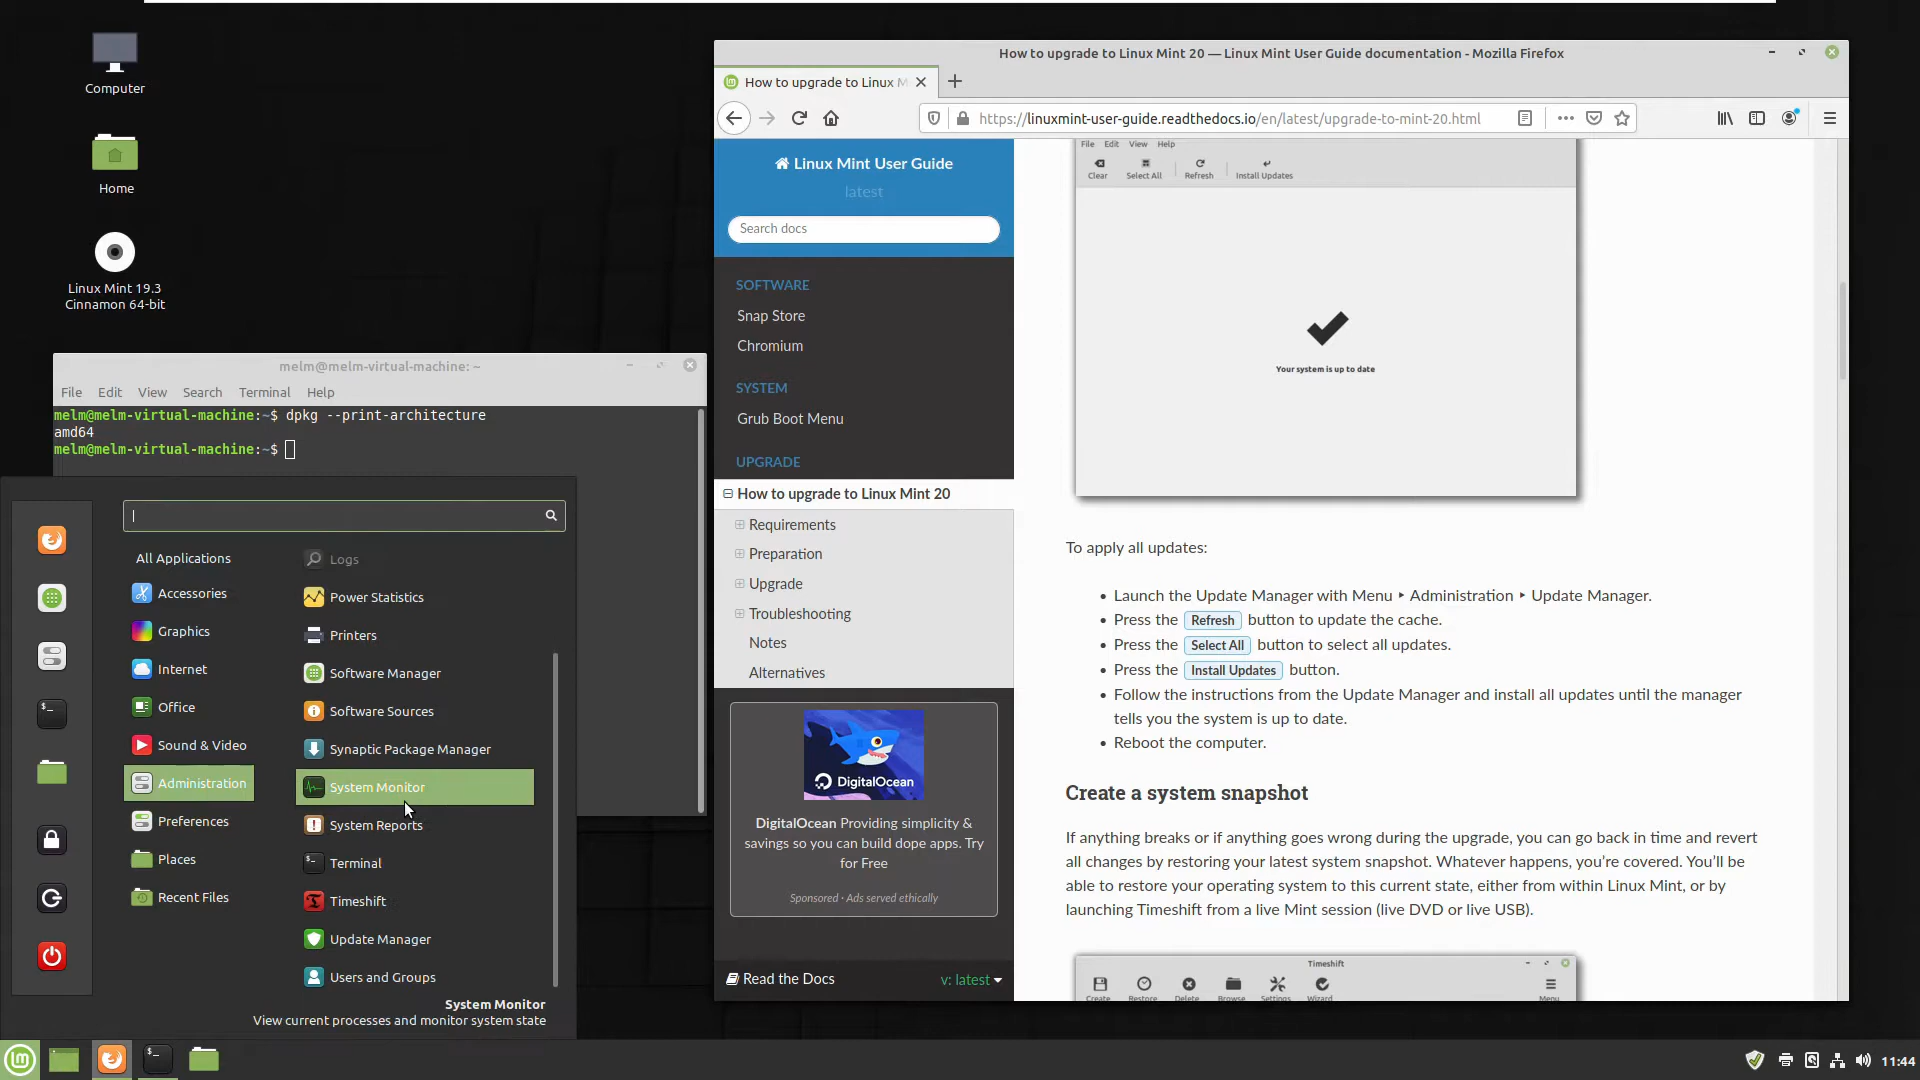 Computer
Home
Linux Mint 19.3
Cinnamon 64-bit
melm@melm-virtual-machine: ~
File Edit View Search Terminal Help
melm@melm-virtual-machine:~$ dpkg --print-architecture
amd64
melm@melm-virtual-machine:~$
All Applications
Accessories
Graphics
Internet
Office
Sound & Video
Administration
Preferences
Places
Recent Files
Logs
Power Statistics
Printers
Software Manager
Software Sources
Synaptic Package Manager
System Monitor
System Reports
Terminal
Timeshift
Update Manager
Users and Groups
System Monitor
View current processes and monitor system state
How to upgrade to Linux Mint 20 — Linux Mint User Guide documentation - Mozilla Firefox
How to upgrade to Linux M
https://linuxmint-user-guide.readthedocs.io/en/latest/upgrade-to-mint-20.html
Linux Mint User Guide
latest
Search docs
SOFTWARE
Snap Store
Chromium
SYSTEM
Grub Boot Menu
UPGRADE
How to upgrade to Linux Mint 20
Requirements
Preparation
Upgrade
Troubleshooting
Notes
Alternatives
DigitalOcean
DigitalOcean Providing simplicity &
savings so you can build dope apps. Try
for Free
Sponsored · Ads served ethically
Read the Docs
v: latest
File Edit View Help
Clear Select All Refresh Install Updates
Your system is up to date
To apply all updates:
• Launch the Update Manager with Menu ‣ Administration ‣ Update Manager.
• Press the Refresh button to update the cache.
• Press the Select All button to select all updates.
• Press the Install Updates button.
• Follow the instructions from the Update Manager and install all updates until the manager
tells you the system is up to date.
• Reboot the computer.
Create a system snapshot
If anything breaks or if anything goes wrong during the upgrade, you can go back in time and revert
all changes by restoring your latest system snapshot. Whatever happens, you’re covered. You’ll be
able to restore your operating system to this current state, either from within Linux Mint, or by
launching Timeshift from a live Mint session (live DVD or live USB).
Timeshift
Create Restore Delete Browse Settings Wizard Menu
11:44